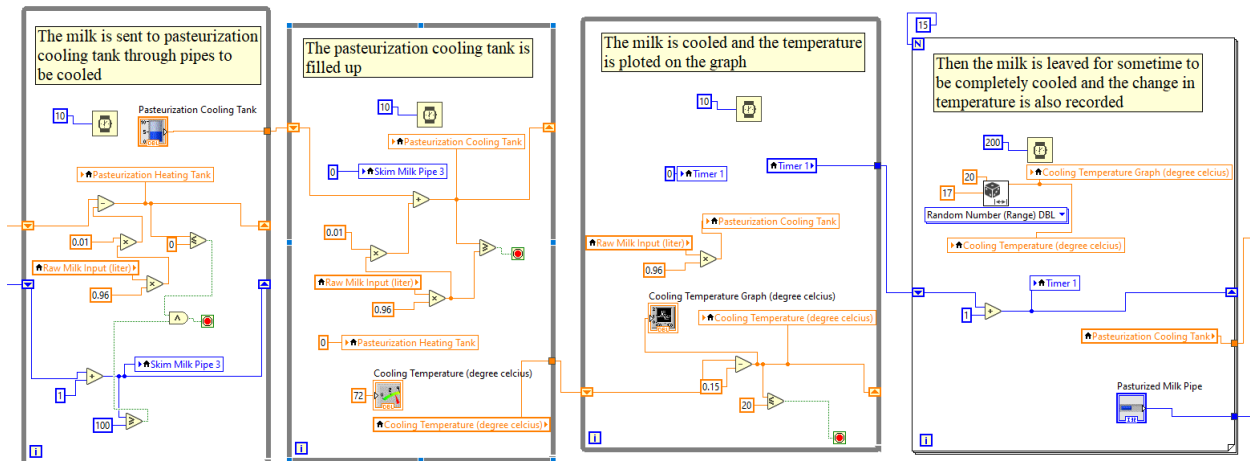 The milk is sent to pasteurization
cooling tank through pipes to
be cooled
10
Pasteurization Cooling Tank
10
5
0
DBL
Pasteurization Heating Tank
0.01
0
Raw Milk Input (liter)
0.96
Skim Milk Pipe 3
1
100
i
The pasteurization cooling tank is
filled up
10
Pasteurization Cooling Tank
0
Skim Milk Pipe 3
0.01
Raw Milk Input (liter)
0.96
0
Pasteurization Heating Tank
Cooling Temperature (degree celcius)
72
DBL
Cooling Temperature (degree celcius)
i
The milk is cooled and the temperature
is ploted on the graph
10
0
Timer 1
Timer 1
Pasteurization Cooling Tank
Raw Milk Input (liter)
0.96
Cooling Temperature Graph (degree celcius)
DBL
Cooling Temperature (degree celcius)
0.15
20
i
15
N
Then the milk is leaved for sometime to
be completely cooled and the change in
temperature is also recorded
200
Cooling Temperature Graph (degree celcius)
20
17
Random Number (Range) DBL
Cooling Temperature (degree celcius)
Timer 1
1
Pasteurization Cooling Tank
Pasturized Milk Pipe
i